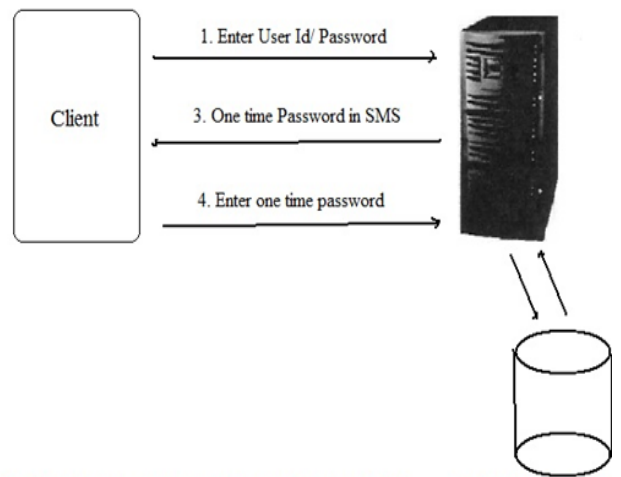 1. Enter User Id/ Password
Client
3. One time Password in SMS
4. Enter one time password